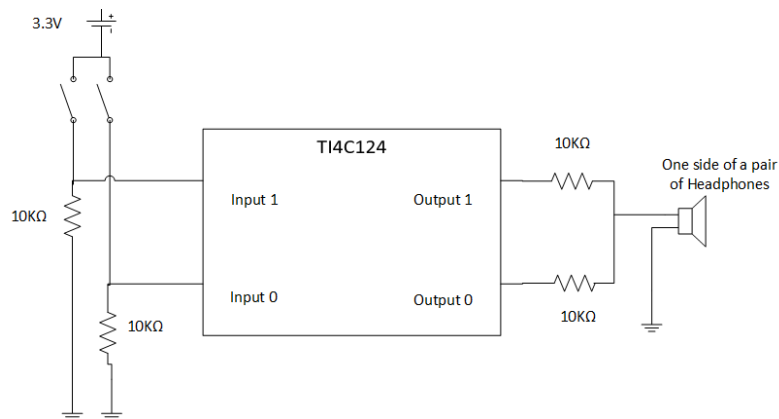 3.3V
+
-
TI4C124
10KΩ
One side of a pair
of Headphones
Input 1
Output 1
10KΩ
Input 0
Output 0
10KΩ
10KΩ